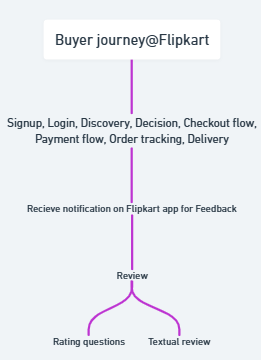 Buyer journey@Flipkart
Signup, Login, Discovery, Decision, Checkout flow,
Payment flow, Order tracking, Delivery
Recieve notification on Flipkart app for Feedback
Review
Rating questions
Textual review